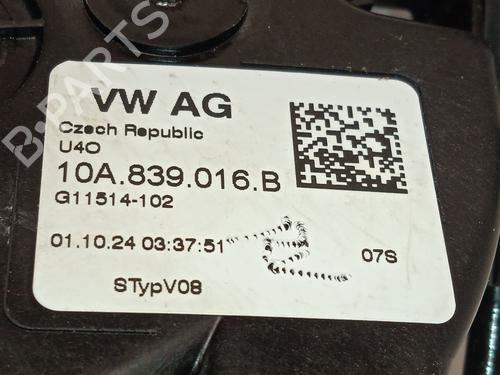 B-PARTS
VW AG
Czech Republic
U4O
10A.839.016.B
G11514-102
01.10.24 03:37:51
07S
STypV08